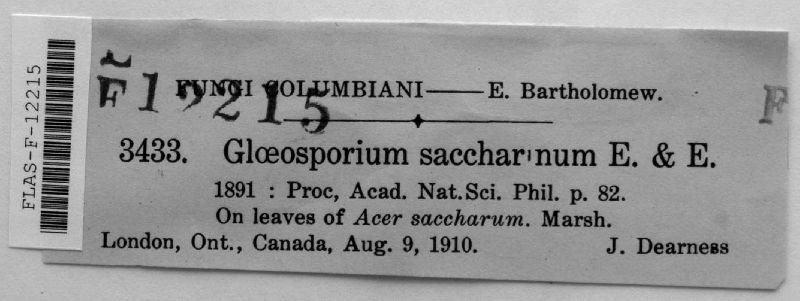 FLAS-F-12215
F12215
FUNGI COLUMBIANI—E. Bartholomew.
F
3433. Glœosporium saccharinum E. & E.
1891 : Proc, Acad. Nat. Sci. Phil. p. 82.
On leaves of Acer saccharum. Marsh.
London, Ont., Canada, Aug. 9, 1910. J. Dearness